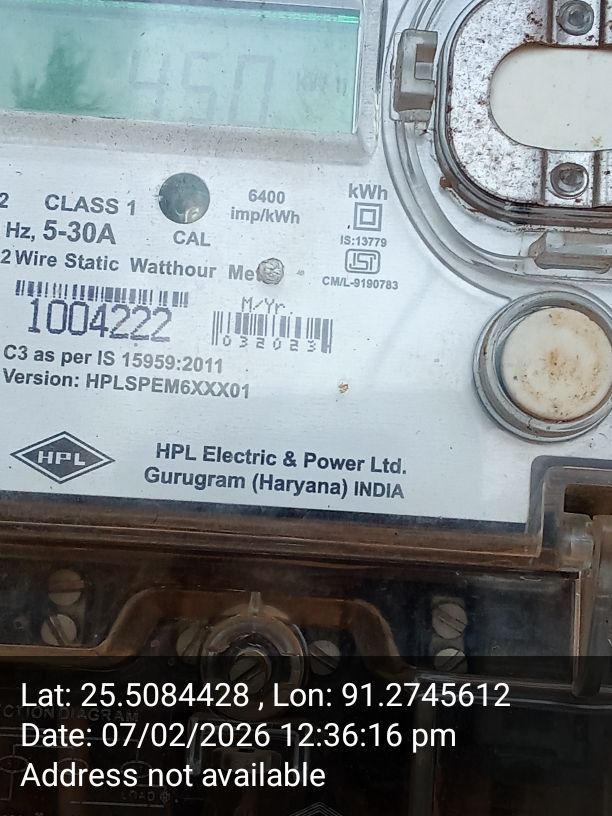 450
kWh
2 CLASS 1
Hz, 5-30A
CAL
6400
imp/kWh
kWh
IS:13779
ISI
CM/L-9190783
2 Wire Static Watthour
1004222
M/Yr.
032023
C3 as per IS 15959:2011
Version: HPLSPEM6XXX01
HPL
HPL Electric & Power Ltd.
Gurugram (Haryana) INDIA
DIAGRAM
LOAD
Lat: 25.5084428 , Lon: 91.2745612
Date: 07/02/2026 12:36:16 pm
Address not available